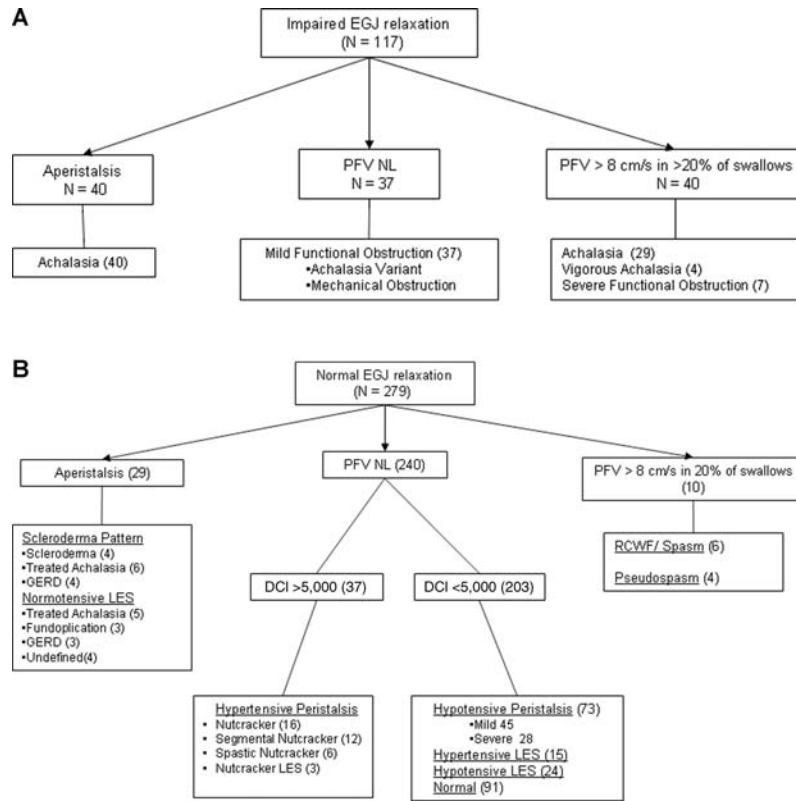 A
Impaired EGJ relaxation
(N = 117)
Aperistalsis
N = 40
PFV NL
N = 37
PFV > 8 cm/s in >20% of swallows
N = 40
Achalasia (40)
Mild Functional Obstruction (37)
•Achalasia Variant
•Mechanical Obstruction
Achalasia (29)
Vigorous Achalasia (4)
Severe Functional Obstruction (7)
B
Normal EGJ relaxation
(N = 279)
Aperistalsis (29)
PFV NL (240)
PFV > 8 cm/s in 20% of swallows
(10)
Scleroderma Pattern
•Scleroderma (4)
•Treated Achalasia (6)
•GERD (4)
Normotensive LES
•Treated Achalasia (5)
•Fundoplication (3)
•GERD (3)
•Undefined(4)
RCWF/ Spasm (6)
Pseudospasm (4)
DCI >5,000 (37)
DCI <5,000 (203)
Hypertensive Peristalsis
• Nutcracker (16)
• Segmental Nutcracker (12)
• Spastic Nutcracker (6)
• Nutcracker LES (3)
Hypotensive Peristalsis (73)
•Mild 45
•Severe 28
Hypertensive LES (15)
Hypotensive LES (24)
Normal (91)